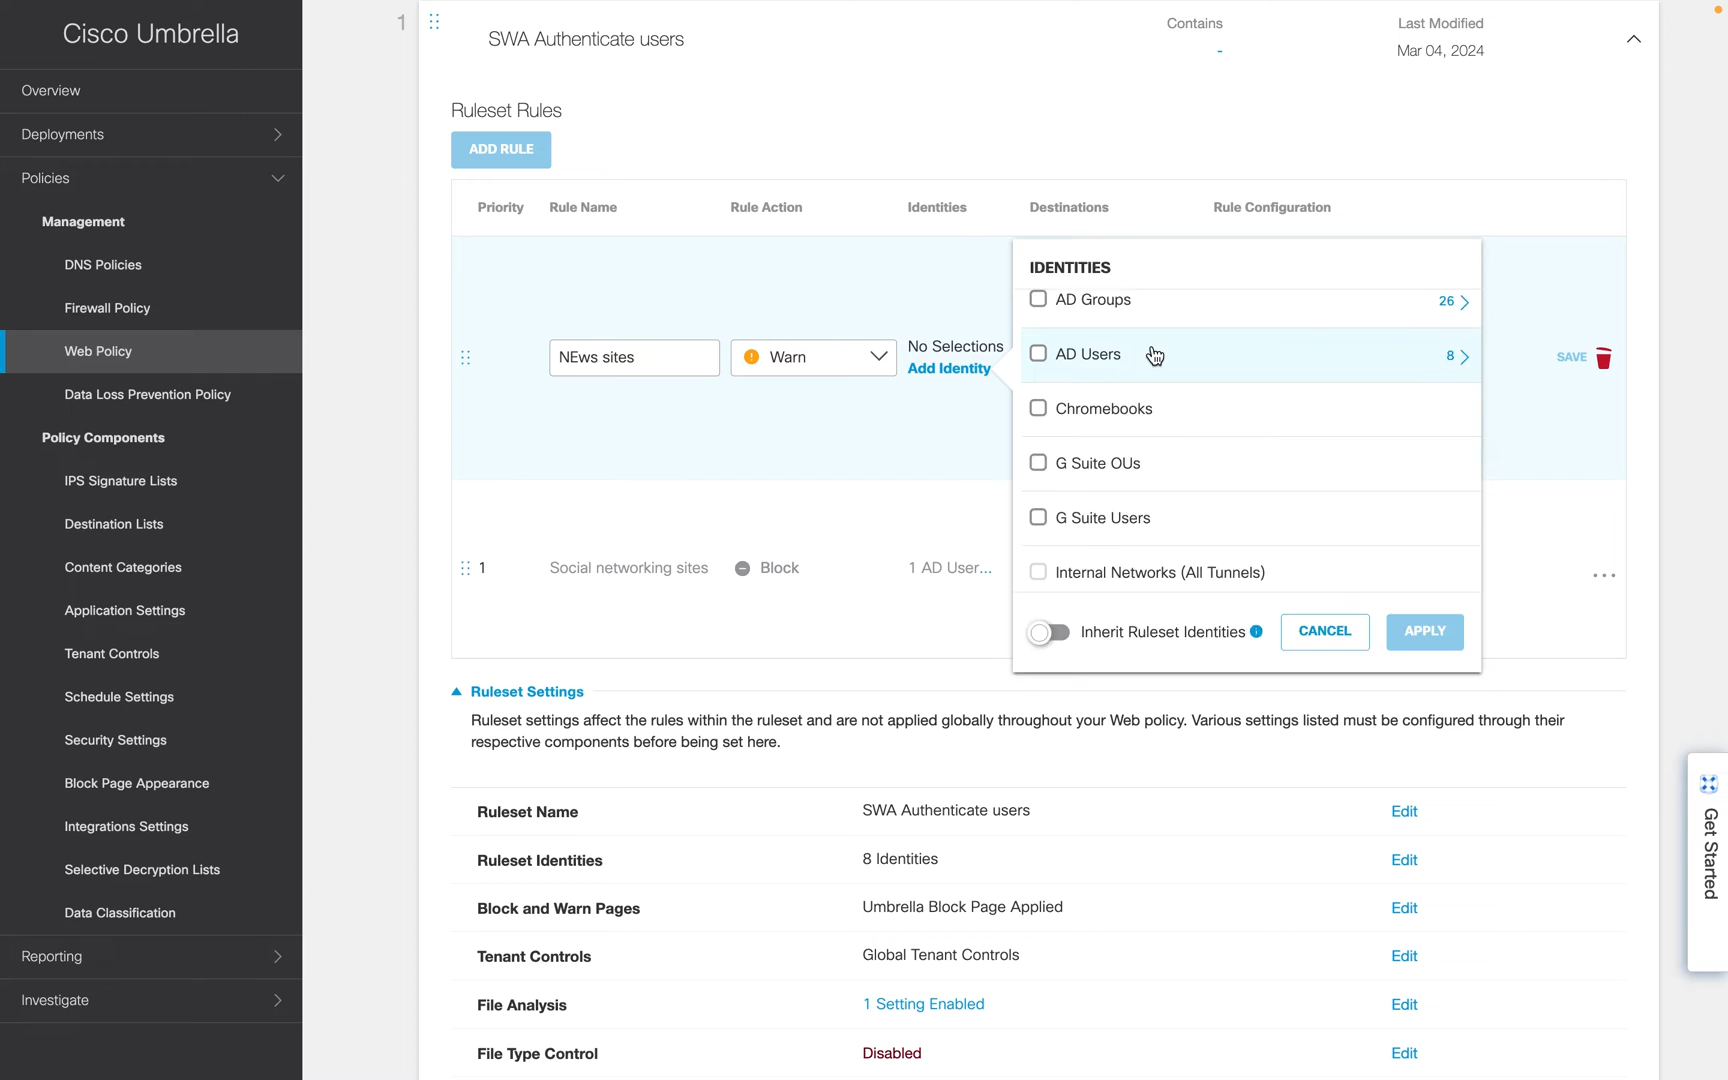 Cisco Umbrella
Overview
Deployments
Policies
Management
DNS Policies
Firewall Policy
Web Policy
Data Loss Prevention Policy
Policy Components
IPS Signature Lists
Destination Lists
Content Categories
Application Settings
Tenant Controls
Schedule Settings
Security Settings
Block Page Appearance
Integrations Settings
Selective Decryption Lists
Data Classification
Reporting
Investigate
1
SWA Authenticate users
Contains
-
Last Modified
Mar 04, 2024
Ruleset Rules
ADD RULE
Priority Rule Name Rule Action Identities Destinations Rule Configuration
NEws sites
Warn
No Selections
Add Identity
SAVE
IDENTITIES
AD Groups 26
AD Users 8
Chromebooks
G Suite OUs
G Suite Users
Internal Networks (All Tunnels)
Inherit Ruleset Identities
CANCEL
APPLY
1 Social networking sites Block 1 AD User...
Ruleset Settings
Ruleset settings affect the rules within the ruleset and are not applied globally throughout your Web policy. Various settings listed must be configured through their
respective components before being set here.
Ruleset Name SWA Authenticate users Edit
Ruleset Identities 8 Identities Edit
Block and Warn Pages Umbrella Block Page Applied Edit
Tenant Controls Global Tenant Controls Edit
File Analysis 1 Setting Enabled Edit
File Type Control Disabled Edit
Get Started